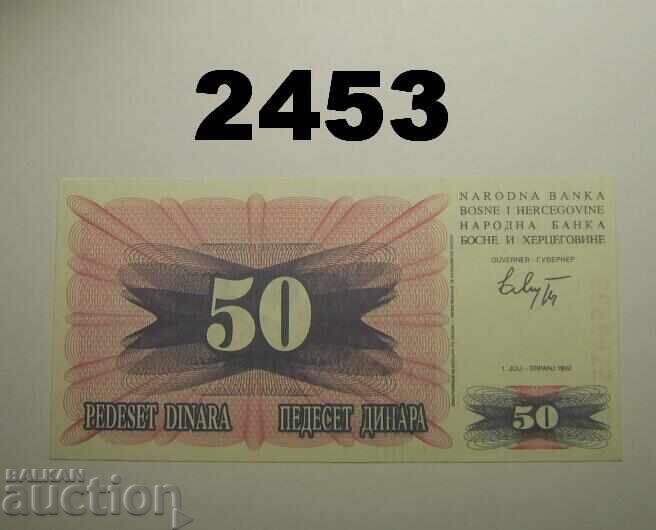 2453
NARODNA BANKA
BOSNE I HERCEGOVINE
НАРОДНА БАНКА
БОСНЕ И ХЕРЦЕГОВИНЕ
GUVERNER - ГУВЕРНЕР
1. JULI - SRPANJ 1992
50
PEDESET DINARA
ПЕДЕСЕТ ДИНАРА
50
BALKAN
auction